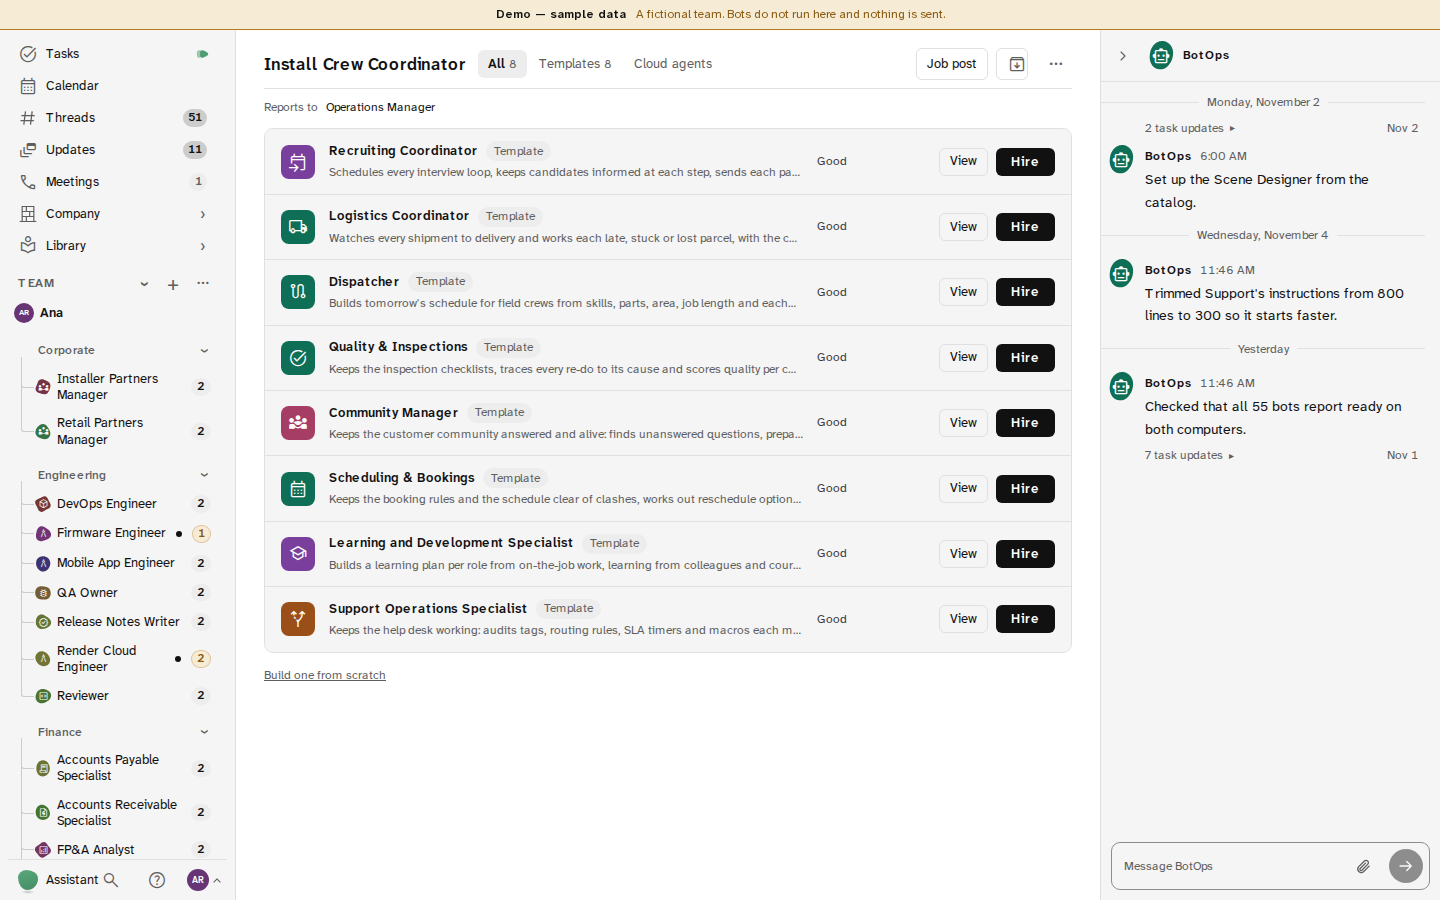 Demo — sample data A fictional team. Bots do not run here and nothing is sent.
Tasks
Calendar
Threads 51
Updates 11
Meetings 1
Company
Library
TEAM
AR Ana
Corporate
Installer Partners
Manager
2
Retail Partners
Manager
2
Engineering
DevOps Engineer 2
Firmware Engineer 1
Mobile App Engineer 2
QA Owner 2
Release Notes Writer 2
Render Cloud
Engineer
2
Reviewer 2
Finance
Accounts Payable
Specialist
2
Accounts Receivable
Specialist
2
FP&A Analyst 2
Assistant
AR
Install Crew Coordinator All 8 Templates 8 Cloud agents Job post
Reports to Operations Manager
Recruiting Coordinator Template
Schedules every interview loop, keeps candidates informed at each step, sends each pa...
Good View Hire
Logistics Coordinator Template
Watches every shipment to delivery and works each late, stuck or lost parcel, with the c...
Good View Hire
Dispatcher Template
Builds tomorrow's schedule for field crews from skills, parts, area, job length and each...
Good View Hire
Quality & Inspections Template
Keeps the inspection checklists, traces every re-do to its cause and scores quality per c...
Good View Hire
Community Manager Template
Keeps the customer community answered and alive: finds unanswered questions, prepa...
Good View Hire
Scheduling & Bookings Template
Keeps the booking rules and the schedule clear of clashes, works out reschedule option...
Good View Hire
Learning and Development Specialist Template
Builds a learning plan per role from on-the-job work, learning from colleagues and cour...
Good View Hire
Support Operations Specialist Template
Keeps the help desk working: audits tags, routing rules, SLA timers and macros each m...
Good View Hire
Build one from scratch
BotOps
Monday, November 2
2 task updates Nov 2
BotOps 6:00 AM
Set up the Scene Designer from the
catalog.
Wednesday, November 4
BotOps 11:46 AM
Trimmed Support's instructions from 800
lines to 300 so it starts faster.
Yesterday
BotOps 11:46 AM
Checked that all 55 bots report ready on
both computers.
7 task updates Nov 1
Message BotOps